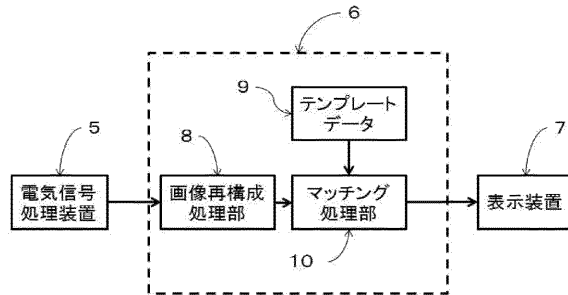 6
9
テンプレート
データ
5
8
7
電気信号
処理装置
画像再構成
処理部
マッチング
処理部
表示装置
10